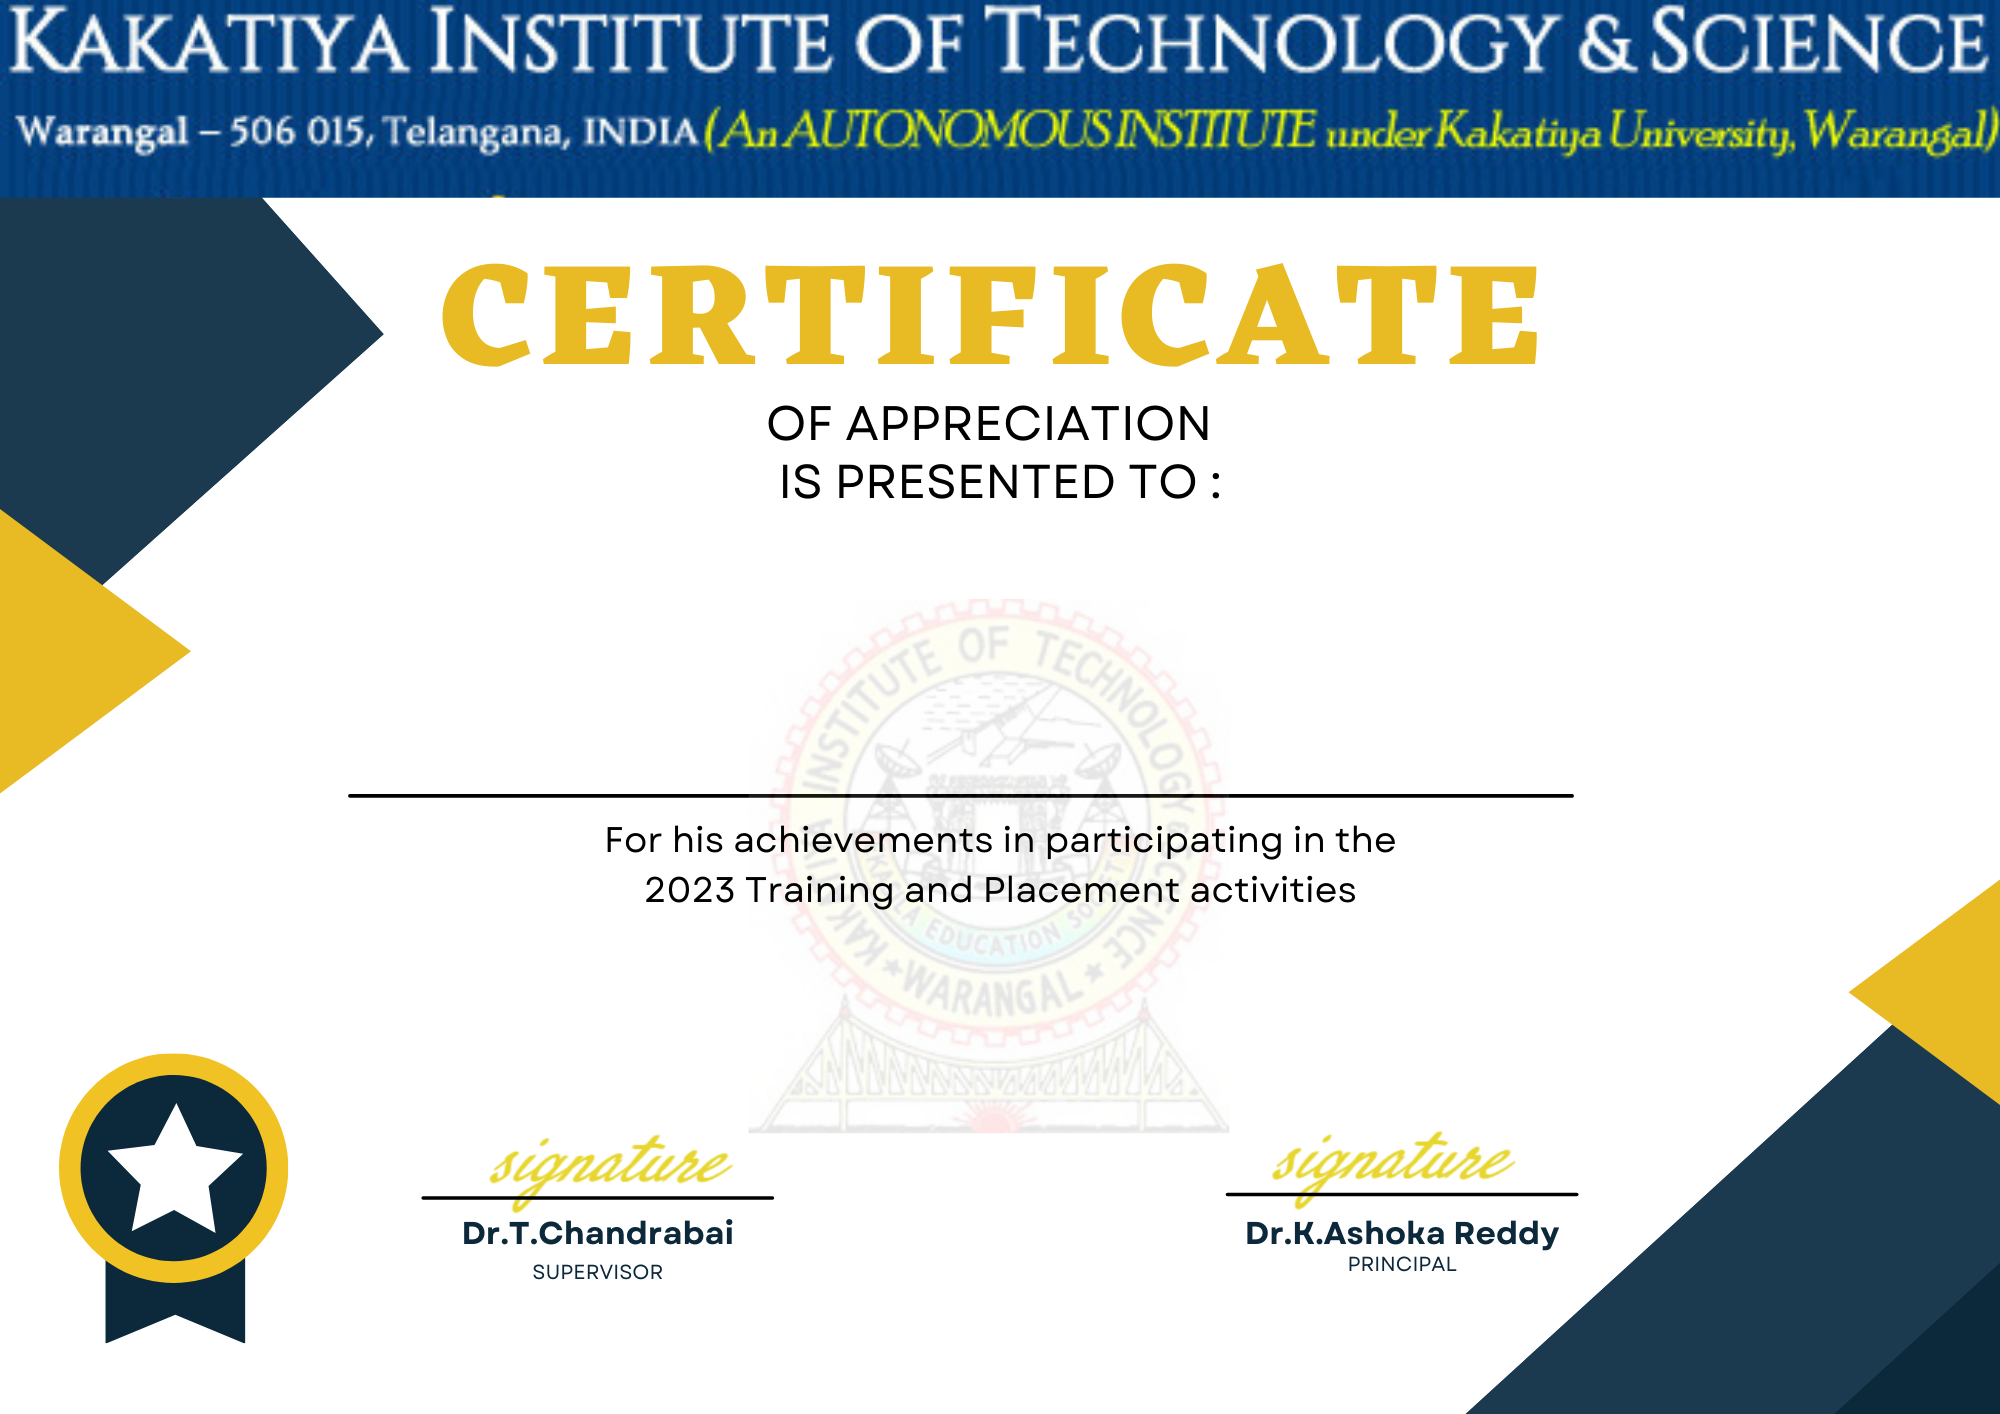 KAKATIYA INSTITUTE OF TECHNOLOGY & SCIENCE
Warangal – 506 015, Telangana, INDIA (An AUTONOMOUS INSTITUTE under Kakatiya University, Warangal)
CERTIFICATE
OF APPRECIATION
IS PRESENTED TO :
KAKATIYA INSTITUTE OF TECHNOLOGY & SCIENCE
EDUCATION SOCIETY
★ WARANGAL ★
For his achievements in participating in the
2023 Training and Placement activities
signature
signature
Dr.T.Chandrabai
Dr.K.Ashoka Reddy
SUPERVISOR
PRINCIPAL